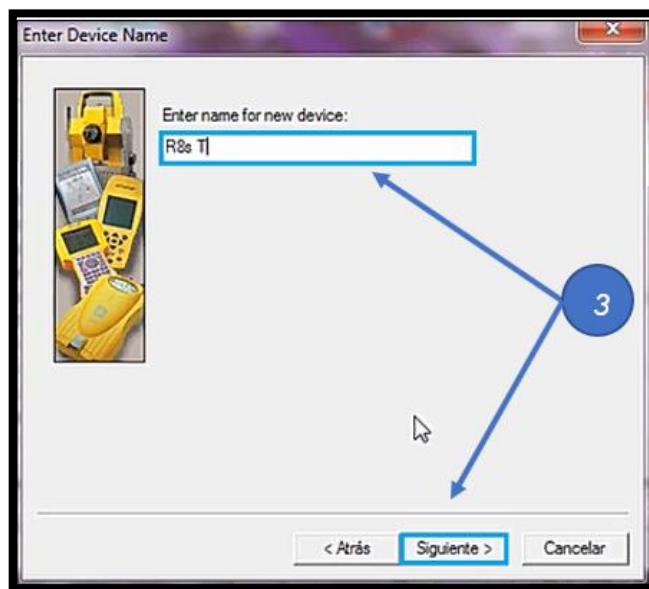 Enter Device Name
Enter name for new device:
R8s T
3
< Atrás
Siguiente >
Cancelar